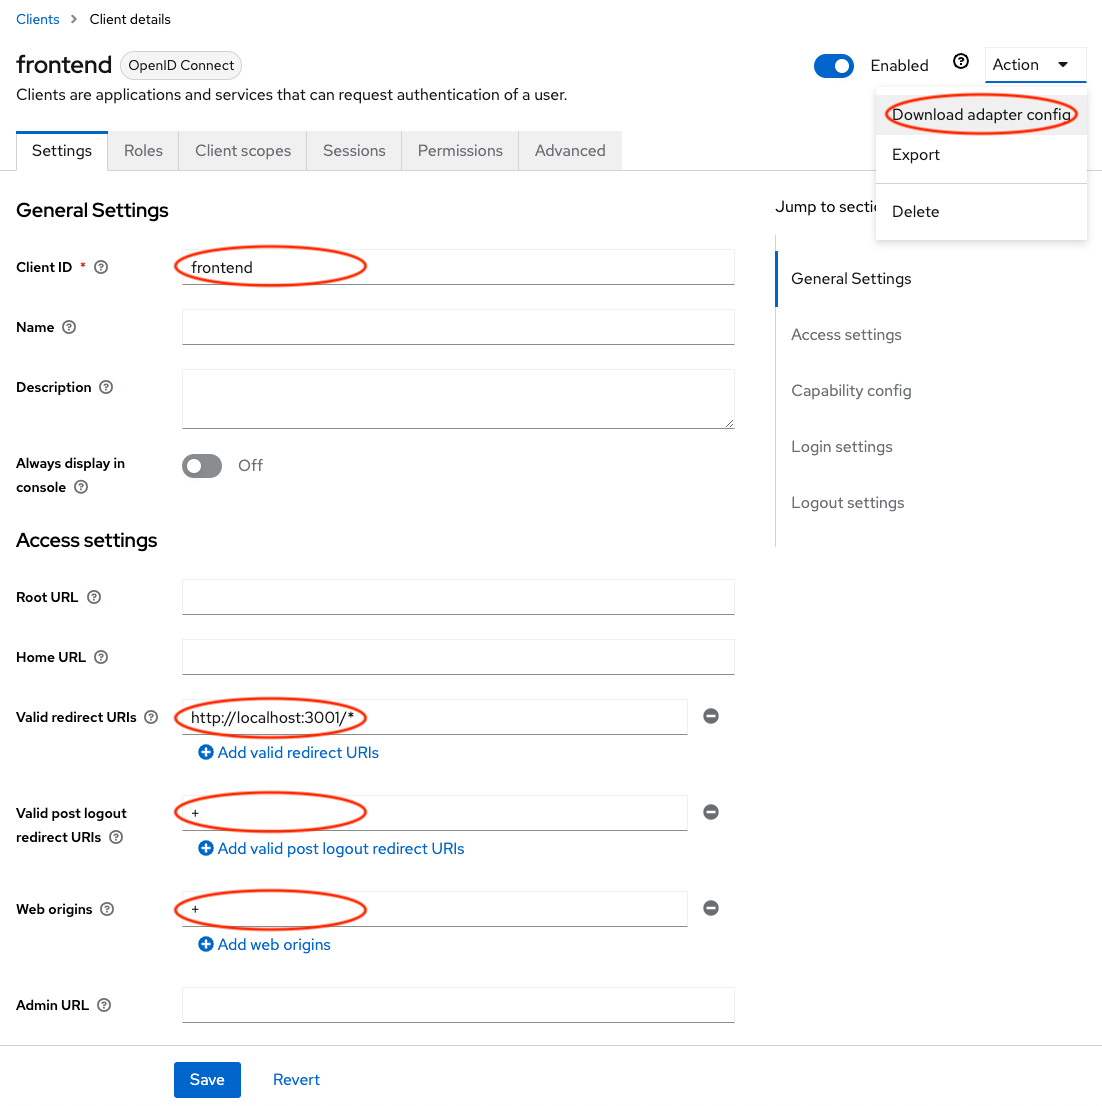 Clients > Client details
frontend OpenID Connect
Enabled Action
Clients are applications and services that can request authentication of a user.
Download adapter config
Export
Delete
Settings Roles Client scopes Sessions Permissions Advanced
General Settings
Jump to secti
Client ID * frontend
General Settings
Name
Access settings
Description
Capability config
Login settings
Always display in
console
Off
Logout settings
Access settings
Root URL
Home URL
Valid redirect URIs http://localhost:3001/*
Add valid redirect URIs
Valid post logout
redirect URIs
+
Add valid post logout redirect URIs
Web origins +
Add web origins
Admin URL
Save Revert